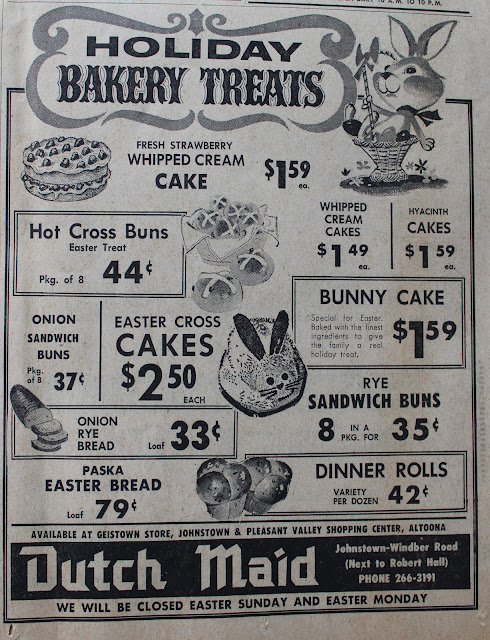 10 A.M. TO 10 P.M.
HOLIDAY
BAKERY TREATS
FRESH STRAWBERRY
WHIPPED CREAM
CAKE
$1 59
ea.
Hot Cross Buns
Easter Treat
Pkg. of 8 44¢
WHIPPED
CREAM
CAKES
$1 49
ea.
HYACINTH
CAKES
$1 59
ea.
ONION
SANDWICH
BUNS
Pkg.
of 8 37¢
EASTER CROSS
CAKES
$2 50
EACH
BUNNY CAKE
Special for Easter.
Baked with the finest
ingredients to give
the family a real
holiday treat.
$1 59
RYE
SANDWICH BUNS
8 IN A
PKG. FOR 35¢
ONION
RYE
BREAD
Loaf 33¢
PASKA
EASTER BREAD
Loaf 79¢
DINNER ROLLS
VARIETY
PER DOZEN 42¢
AVAILABLE AT GEISTOWN STORE, JOHNSTOWN & PLEASANT VALLEY SHOPPING CENTER, ALTOONA
Dutch Maid
Johnstown-Windber Road
(Next to Robert Hall)
PHONE 266-3191
WE WILL BE CLOSED EASTER SUNDAY AND EASTER MONDAY